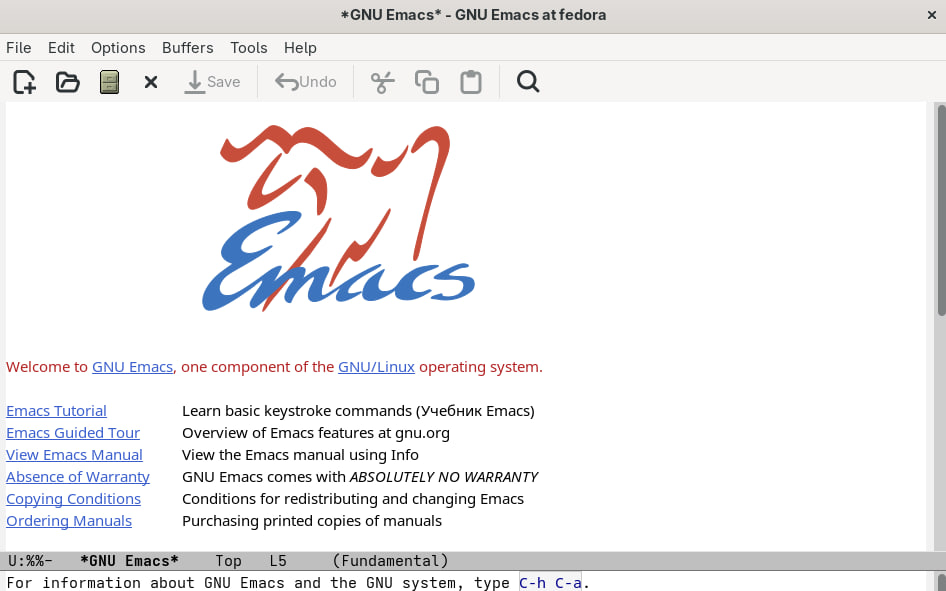 *GNU Emacs* - GNU Emacs at fedora
File Edit Options Buffers Tools Help
Save Undo
Emacs
Welcome to GNU Emacs, one component of the GNU/Linux operating system.
Emacs Tutorial Learn basic keystroke commands (Учебник Emacs)
Emacs Guided Tour Overview of Emacs features at gnu.org
View Emacs Manual View the Emacs manual using Info
Absence of Warranty GNU Emacs comes with ABSOLUTELY NO WARRANTY
Copying Conditions Conditions for redistributing and changing Emacs
Ordering Manuals Purchasing printed copies of manuals
U:%%- *GNU Emacs* Top L5 (Fundamental)
For information about GNU Emacs and the GNU system, type C-h C-a.